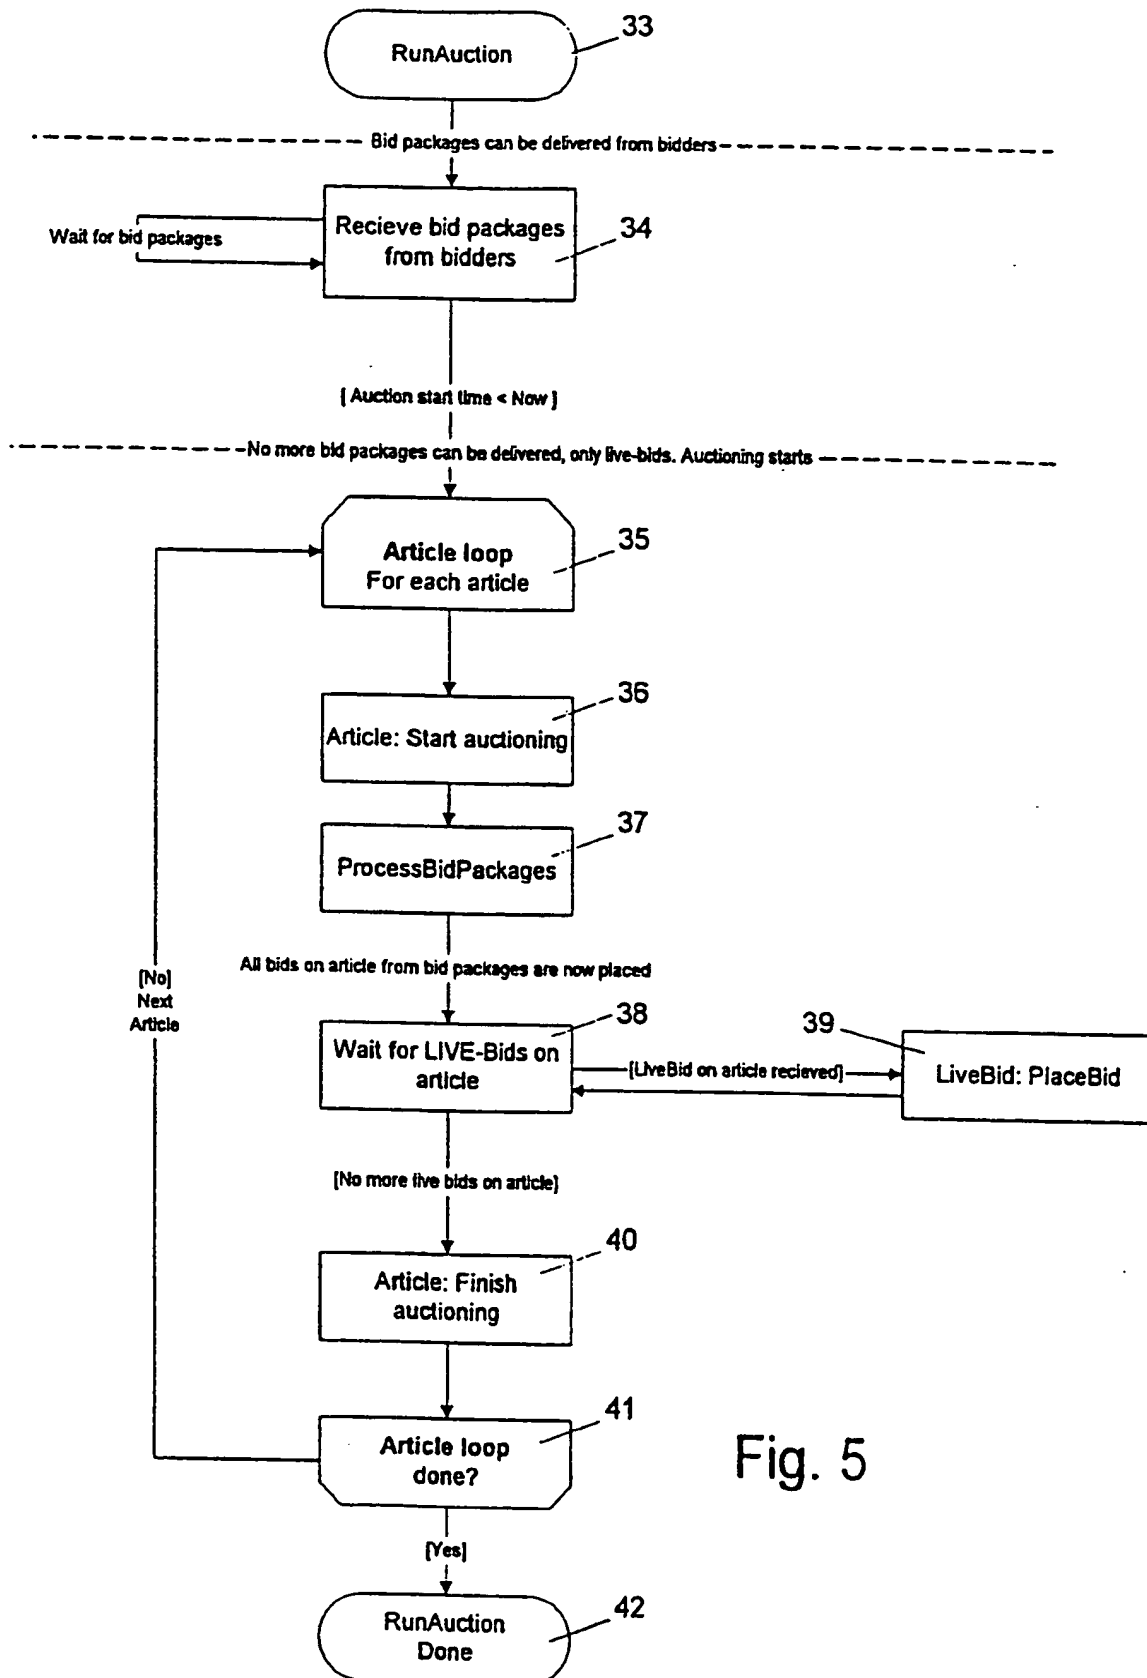 33
RunAuction
Bid packages can be delivered from bidders
Recieve bid packages
from bidders
34
Wait for bid packages
[ Auction start time < Now ]
No more bid packages can be delivered, only live-bids. Auctioning starts
Article loop
For each article
35
36
Article: Start auctioning
37
ProcessBidPackages
All bids on article from bid packages are now placed
[No]
Next
Article
38
Wait for LIVE-Bids on
article
[LiveBid on article recieved]
39
LiveBid: PlaceBid
[No more live bids on article]
40
Article: Finish
auctioning
41
Article loop
done?
Fig. 5
[Yes]
RunAuction
Done
42